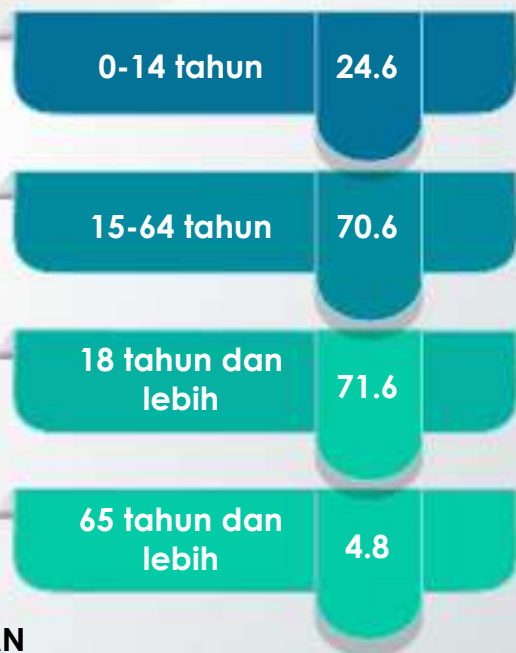 0-14 tahun 24.6
15-64 tahun 70.6
18 tahun dan
lebih
71.6
65 tahun dan
lebih
4.8